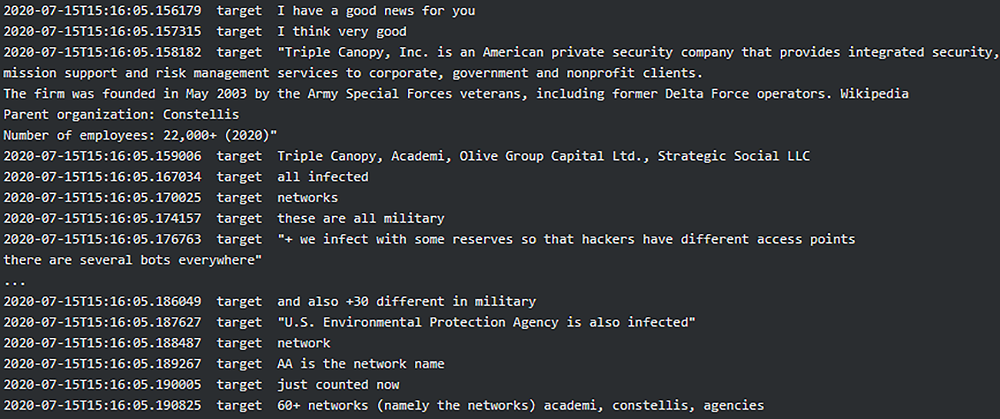 2020-07-15T15:16:05.156179 target I have a good news for you
2020-07-15T15:16:05.157315 target I think very good
2020-07-15T15:16:05.158182 target "Triple Canopy, Inc. is an American private security company that provides integrated security,
mission support and risk management services to corporate, government and nonprofit clients.
The firm was founded in May 2003 by the Army Special Forces veterans, including former Delta Force operators. Wikipedia
Parent organization: Constellis
Number of employees: 22,000+ (2020)"
2020-07-15T15:16:05.159006 target Triple Canopy, Academi, Olive Group Capital Ltd., Strategic Social LLC
2020-07-15T15:16:05.167034 target all infected
2020-07-15T15:16:05.170025 target networks
2020-07-15T15:16:05.174157 target these are all military
2020-07-15T15:16:05.176763 target "+ we infect with some reserves so that hackers have different access points
there are several bots everywhere"
...
2020-07-15T15:16:05.186049 target and also +30 different in military
2020-07-15T15:16:05.187627 target "U.S. Environmental Protection Agency is also infected"
2020-07-15T15:16:05.188487 target network
2020-07-15T15:16:05.189267 target AA is the network name
2020-07-15T15:16:05.190005 target just counted now
2020-07-15T15:16:05.190825 target 60+ networks (namely the networks) academi, constellis, agencies